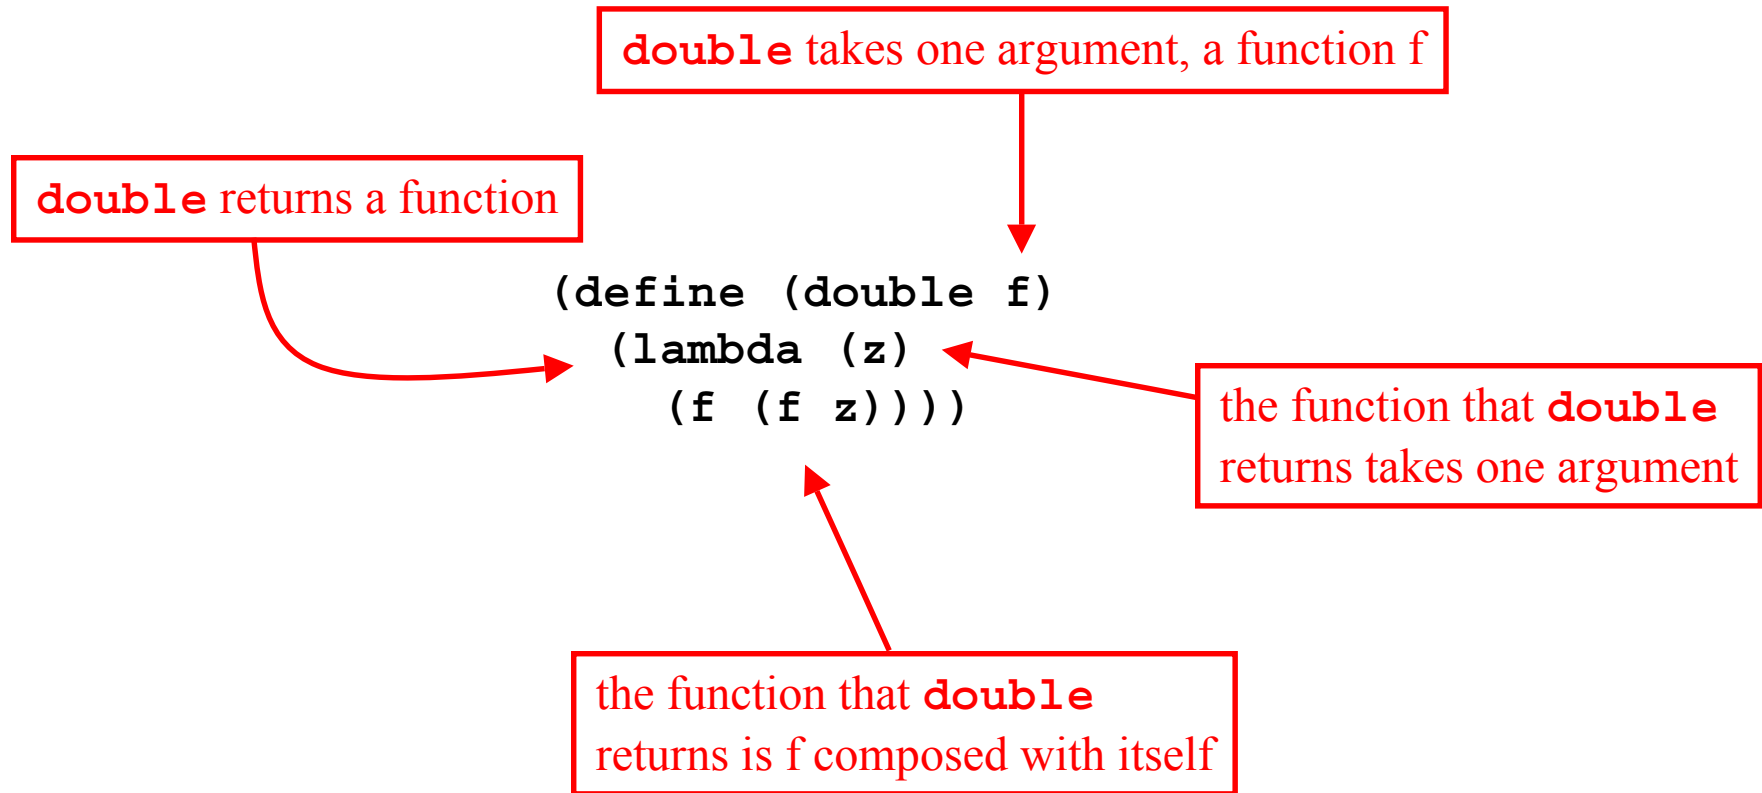 double takes one argument, a function f
double returns a function
(define (double f)
(lambda (z)
(f (f z))))
the function that double
returns takes one argument
the function that double
returns is f composed with itself